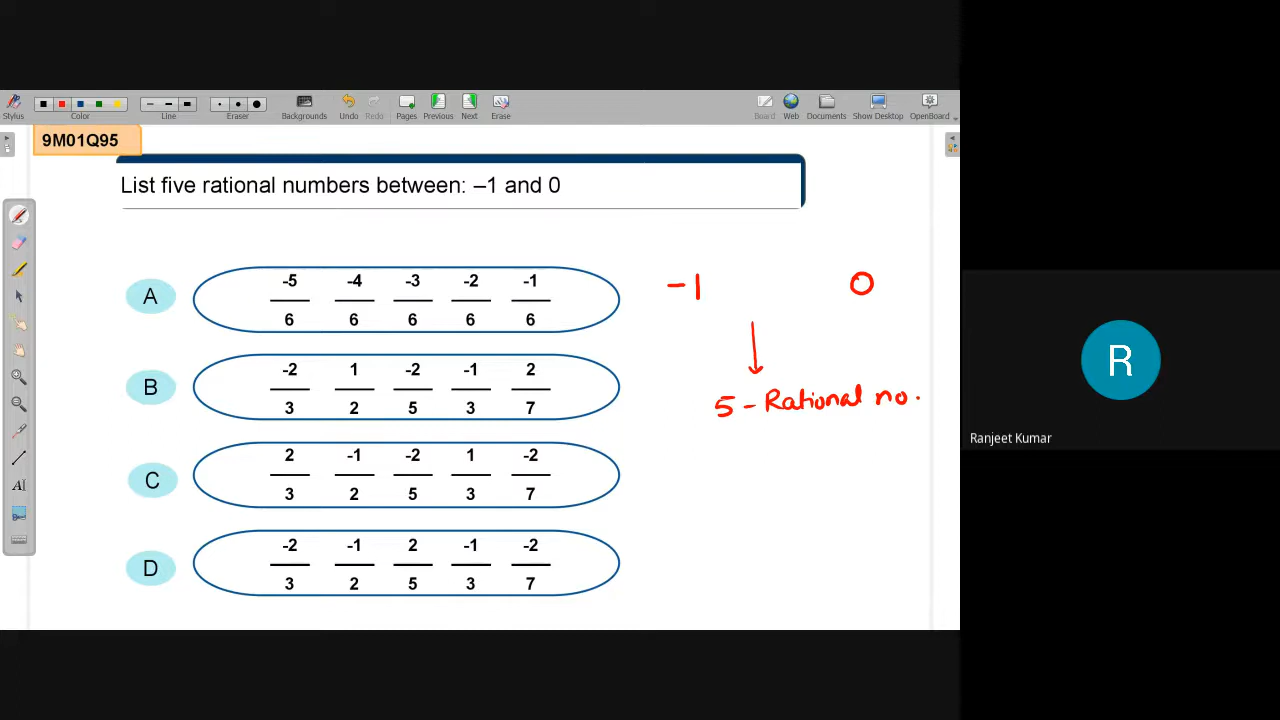 Stylus Color Line Eraser Backgrounds Undo Redo Pages Previous Next Erase Board Web Documents Show Desktop OpenBoard
9M01Q95
List five rational numbers between: –1 and 0
A -5/6 -4/6 -3/6 -2/6 -1/6
-1 0
B -2/3 1/2 -2/5 -1/3 2/7
5 - Rational no.
C 2/3 -1/2 -2/5 1/3 -2/7
D -2/3 -1/2 2/5 -1/3 -2/7
R
Ranjeet Kumar